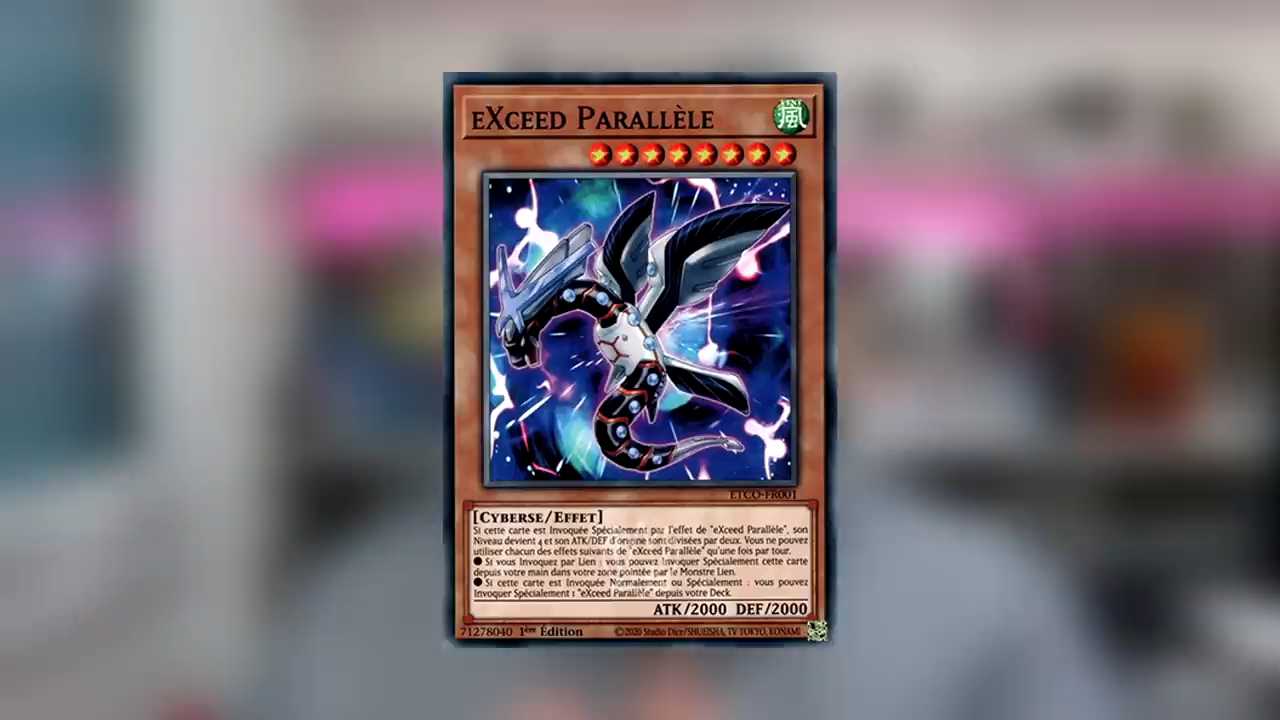 eXceed Parallèle
風
ETCO-FR001
[Cyberse/Effet]
Si cette carte est Invoquée Spécialement par l'effet de "eXceed Parallèle", son
Niveau devient 4 et son ATK/DEF d'origine sont divisées par deux. Vous ne pouvez
utiliser chacun des effets suivants de "eXceed Parallèle" qu'une fois par tour.
● Si vous Invoquez par Lien : vous pouvez Invoquer Spécialement cette carte
depuis votre main dans votre zone pointée par le Monstre Lien.
● Si cette carte est Invoquée Normalement ou Spécialement : vous pouvez
Invoquer Spécialement 1 "eXceed Parallèle" depuis votre Deck.
ATK/2000 DEF/2000
71278040 1ère Édition ©2020 Studio Dice/SHUEISHA, TV TOKYO, KONAMI